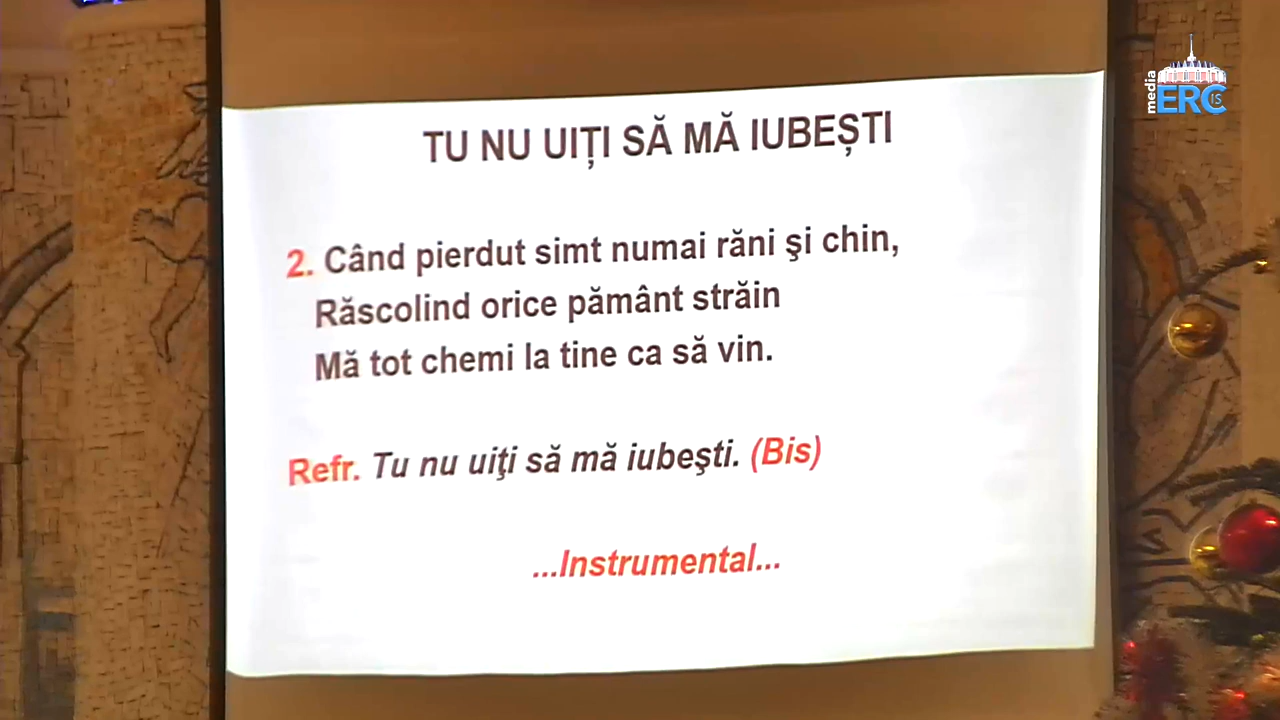 TU NU UIȚI SĂ MĂ IUBEȘTI
2. Când pierdut simt numai răni şi chin,
Răscolind orice pământ străin
Mă tot chemi la tine ca să vin.
Refr. Tu nu uiţi să mă iubeşti. (Bis)
...Instrumental...
media
ERC
IS